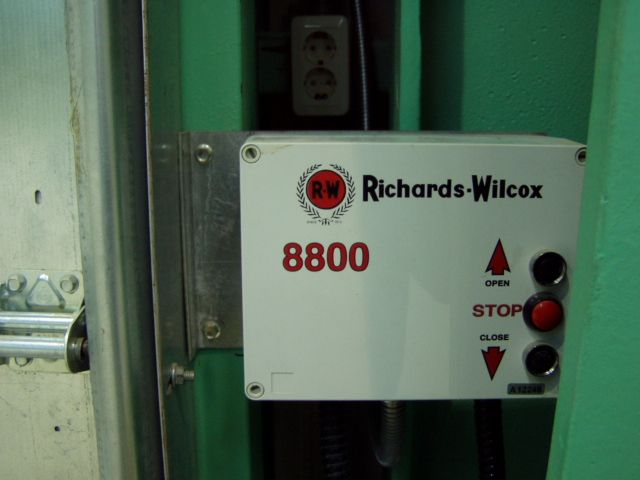 R-W
Richards-Wilcox
8800
OPEN
STOP
CLOSE